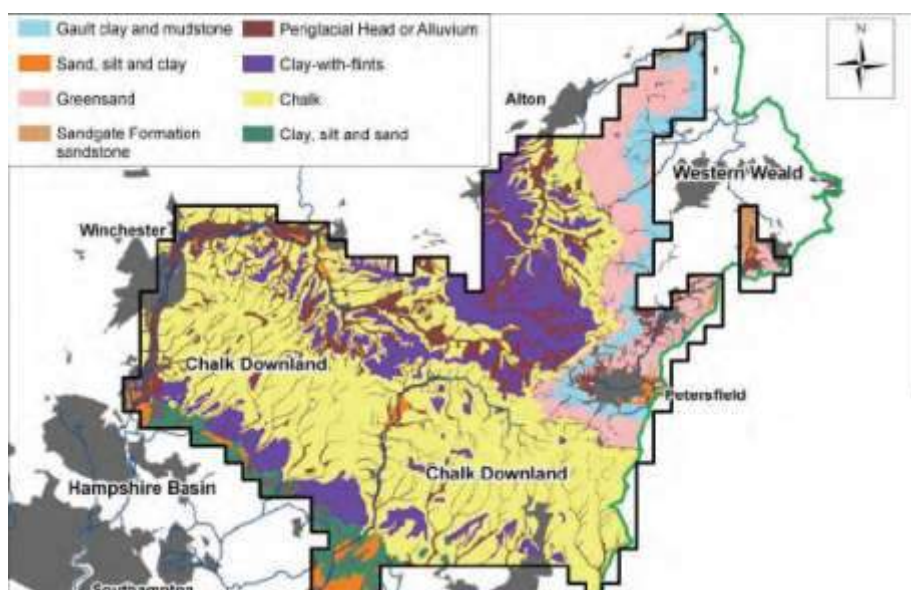 Gault clay and mudstone
Periglacial Head or Alluvium
Sand, silt and clay
Clay-with-flints
Greensand
Chalk
Sandgate Formation
sandstone
Clay, silt and sand
N
Alton
Western Weald
Winchester
Chalk Downland
Petersfield
Chalk Downland
Hampshire Basin
Southampton